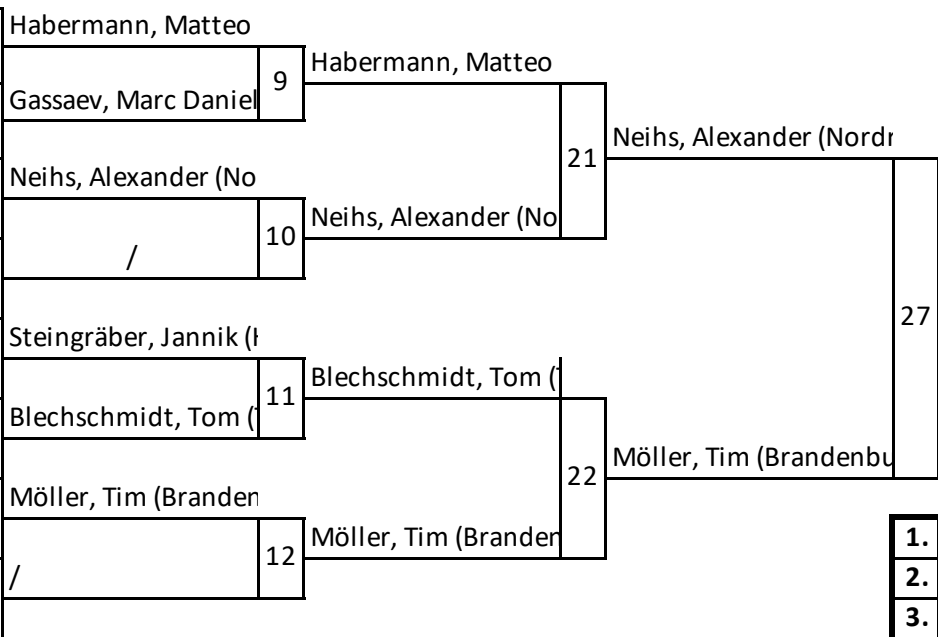 Habermann, Matteo
9
Habermann, Matteo
Gassaev, Marc Daniel
21
Neihs, Alexander (Nordr
Neihs, Alexander (No
10
Neihs, Alexander (No
/
27
Steingräber, Jannik (
11
Blechschmidt, Tom (
Blechschmidt, Tom (
22
Möller, Tim (Brandenbu
Möller, Tim (Branden
12
Möller, Tim (Branden
/
1.
2.
3.